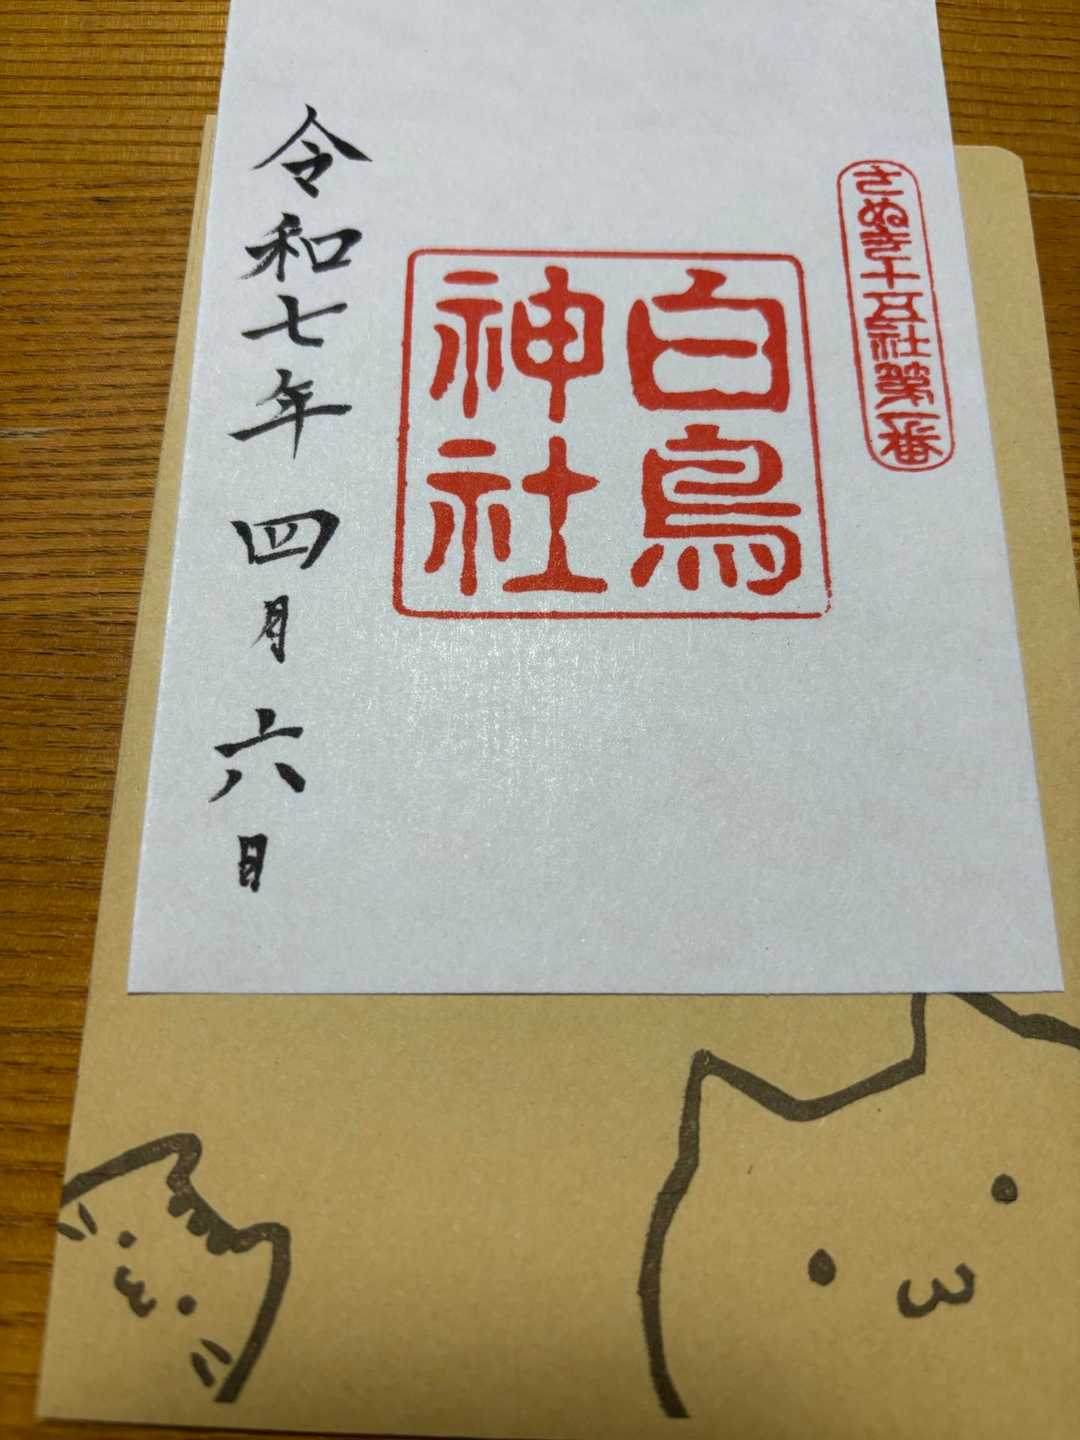 さぬき十五社第一番
白鳥
神社
令和七年 四月 六日